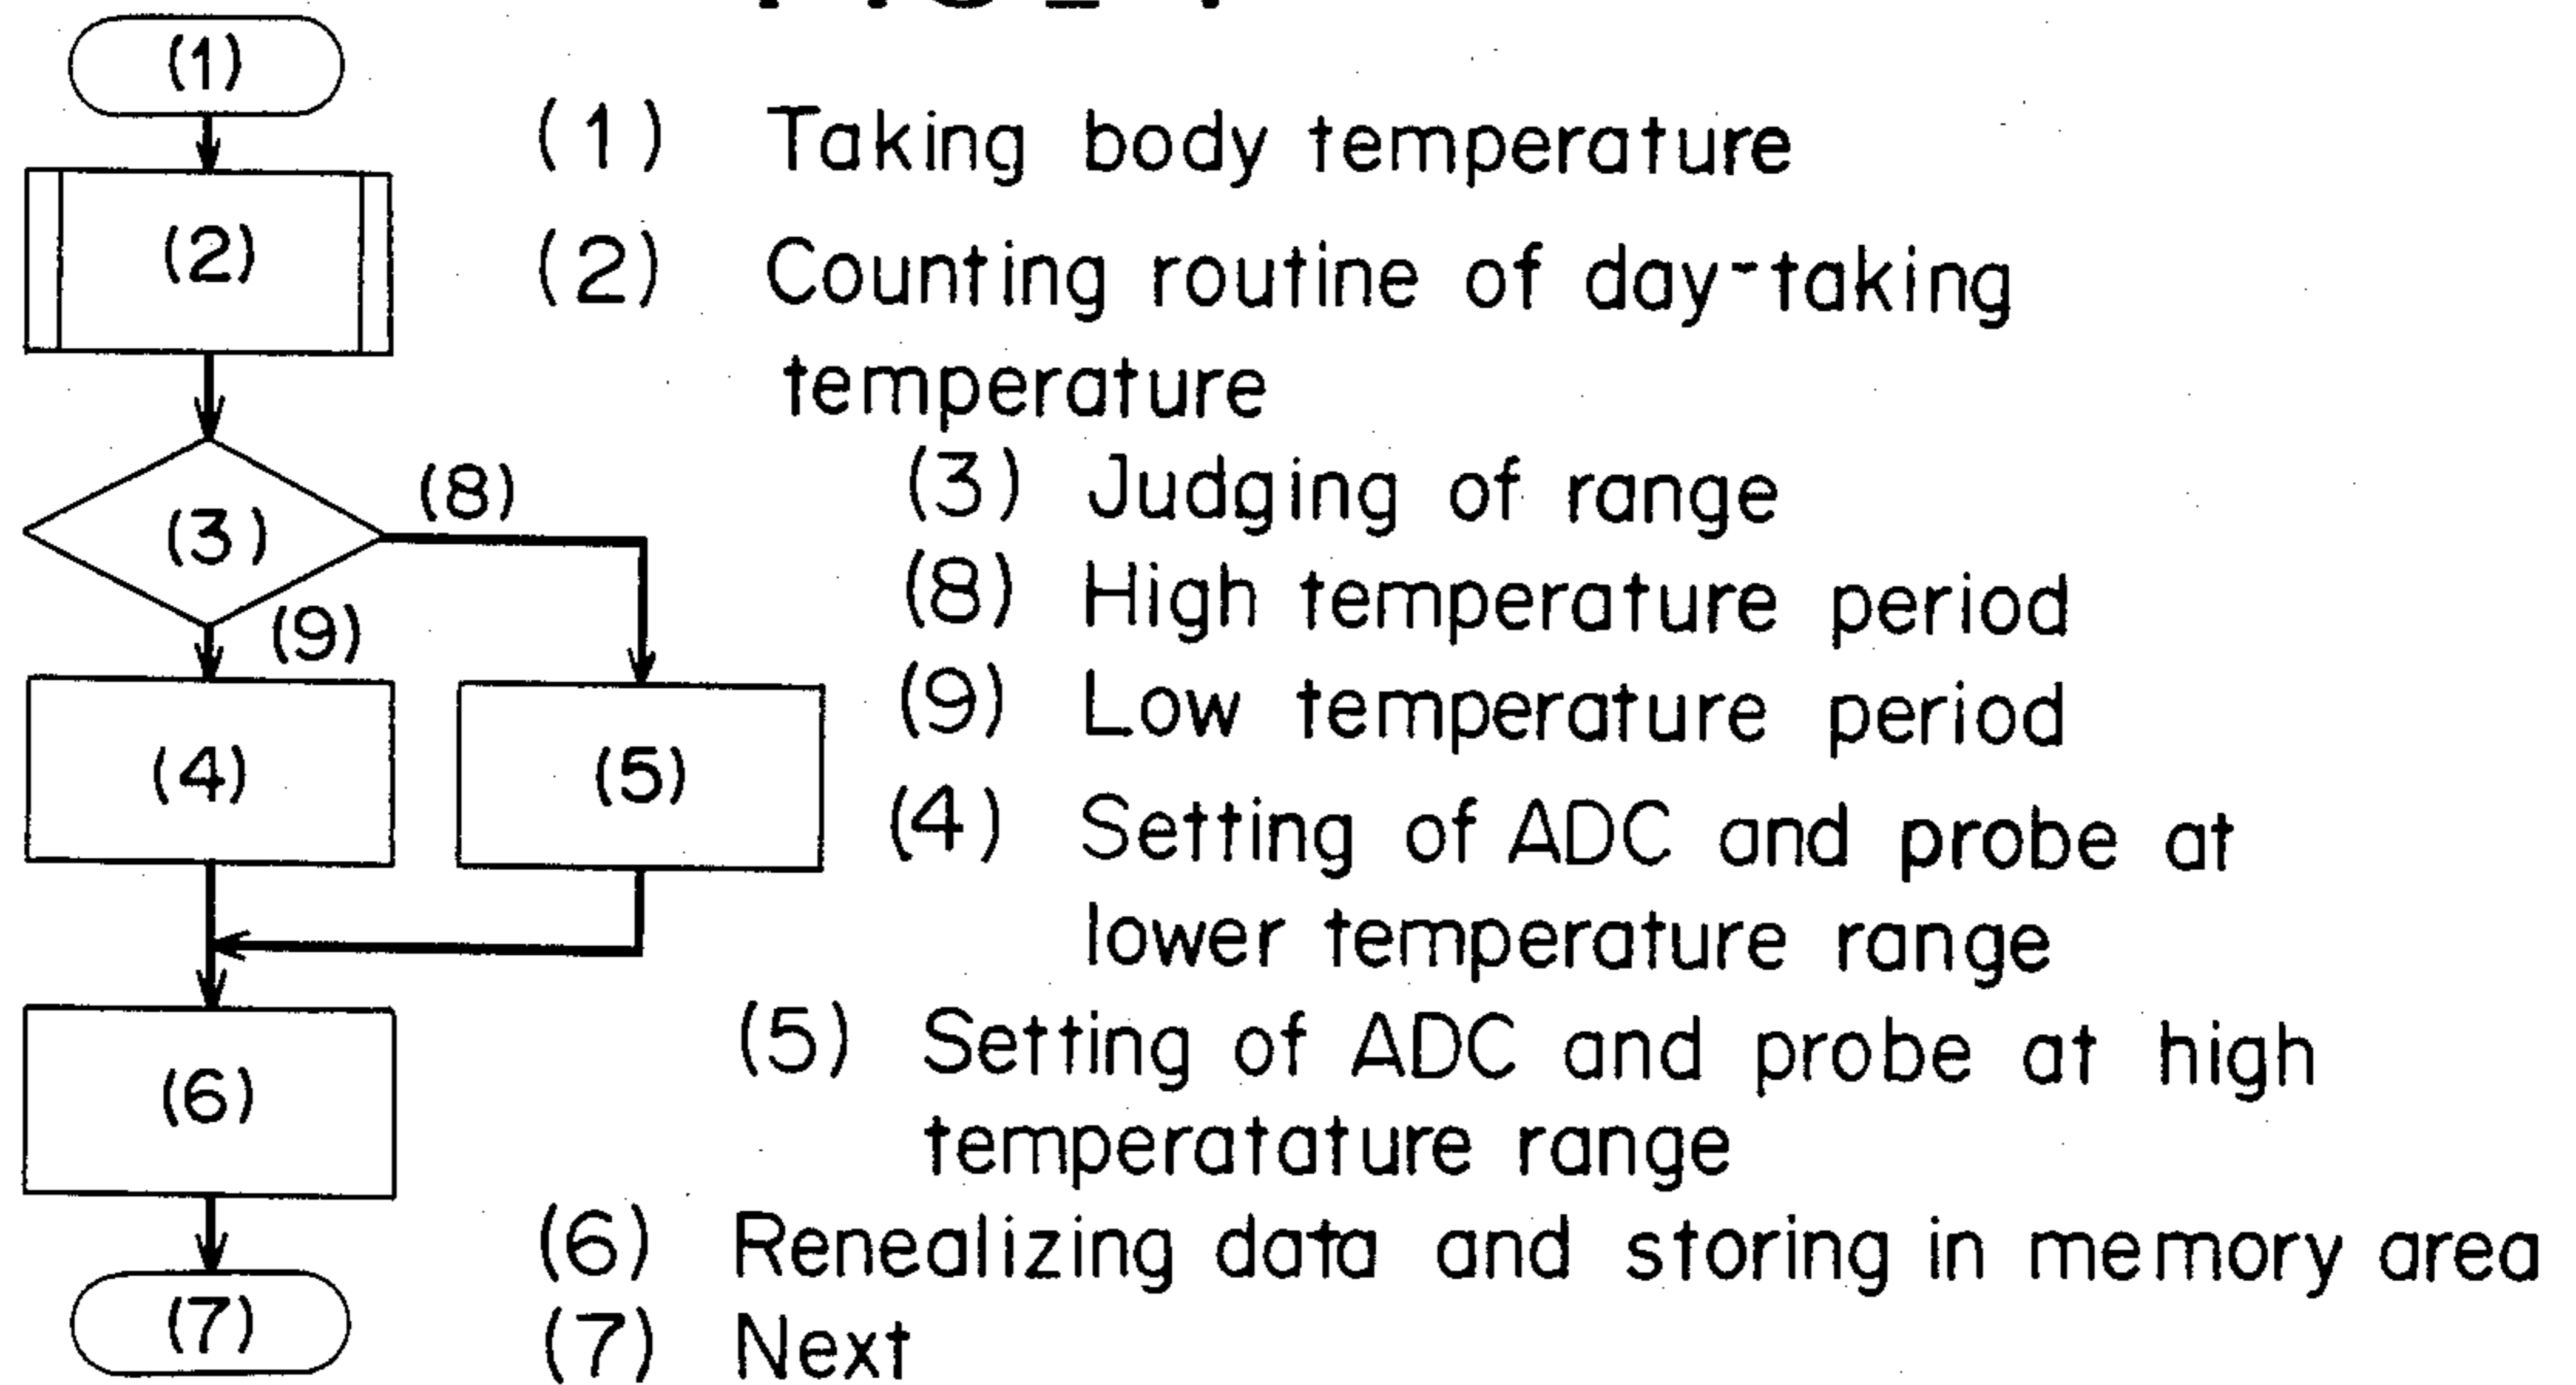 (1)
(2)
(3)
(8)
(9)
(4)
(5)
(6)
(7)
(1) Taking body temperature
(2) Counting routine of day-taking
temperature
(3) Judging of range
(8) High temperature period
(9) Low temperature period
(4) Setting of ADC and probe at
lower temperature range
(5) Setting of ADC and probe at high
temperatature range
(6) Renealizing data and storing in memory area
(7) Next